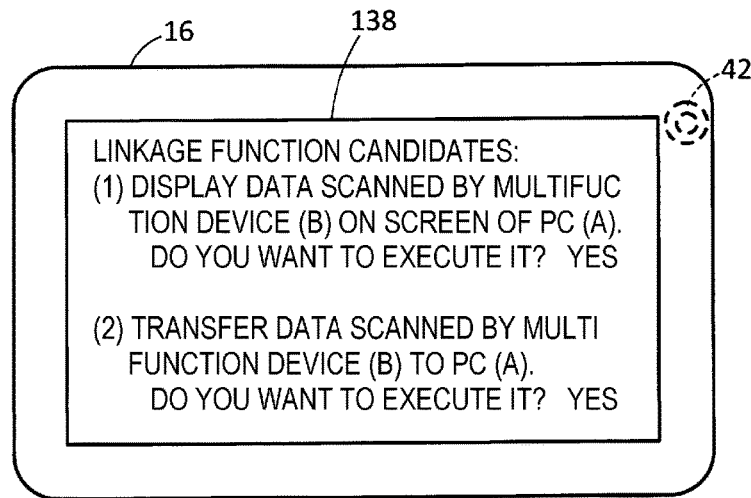 16
138
42
LINKAGE FUNCTION CANDIDATES:
(1) DISPLAY DATA SCANNED BY MULTIFUC
TION DEVICE (B) ON SCREEN OF PC (A).
DO YOU WANT TO EXECUTE IT? YES
(2) TRANSFER DATA SCANNED BY MULTI
FUNCTION DEVICE (B) TO PC (A).
DO YOU WANT TO EXECUTE IT? YES